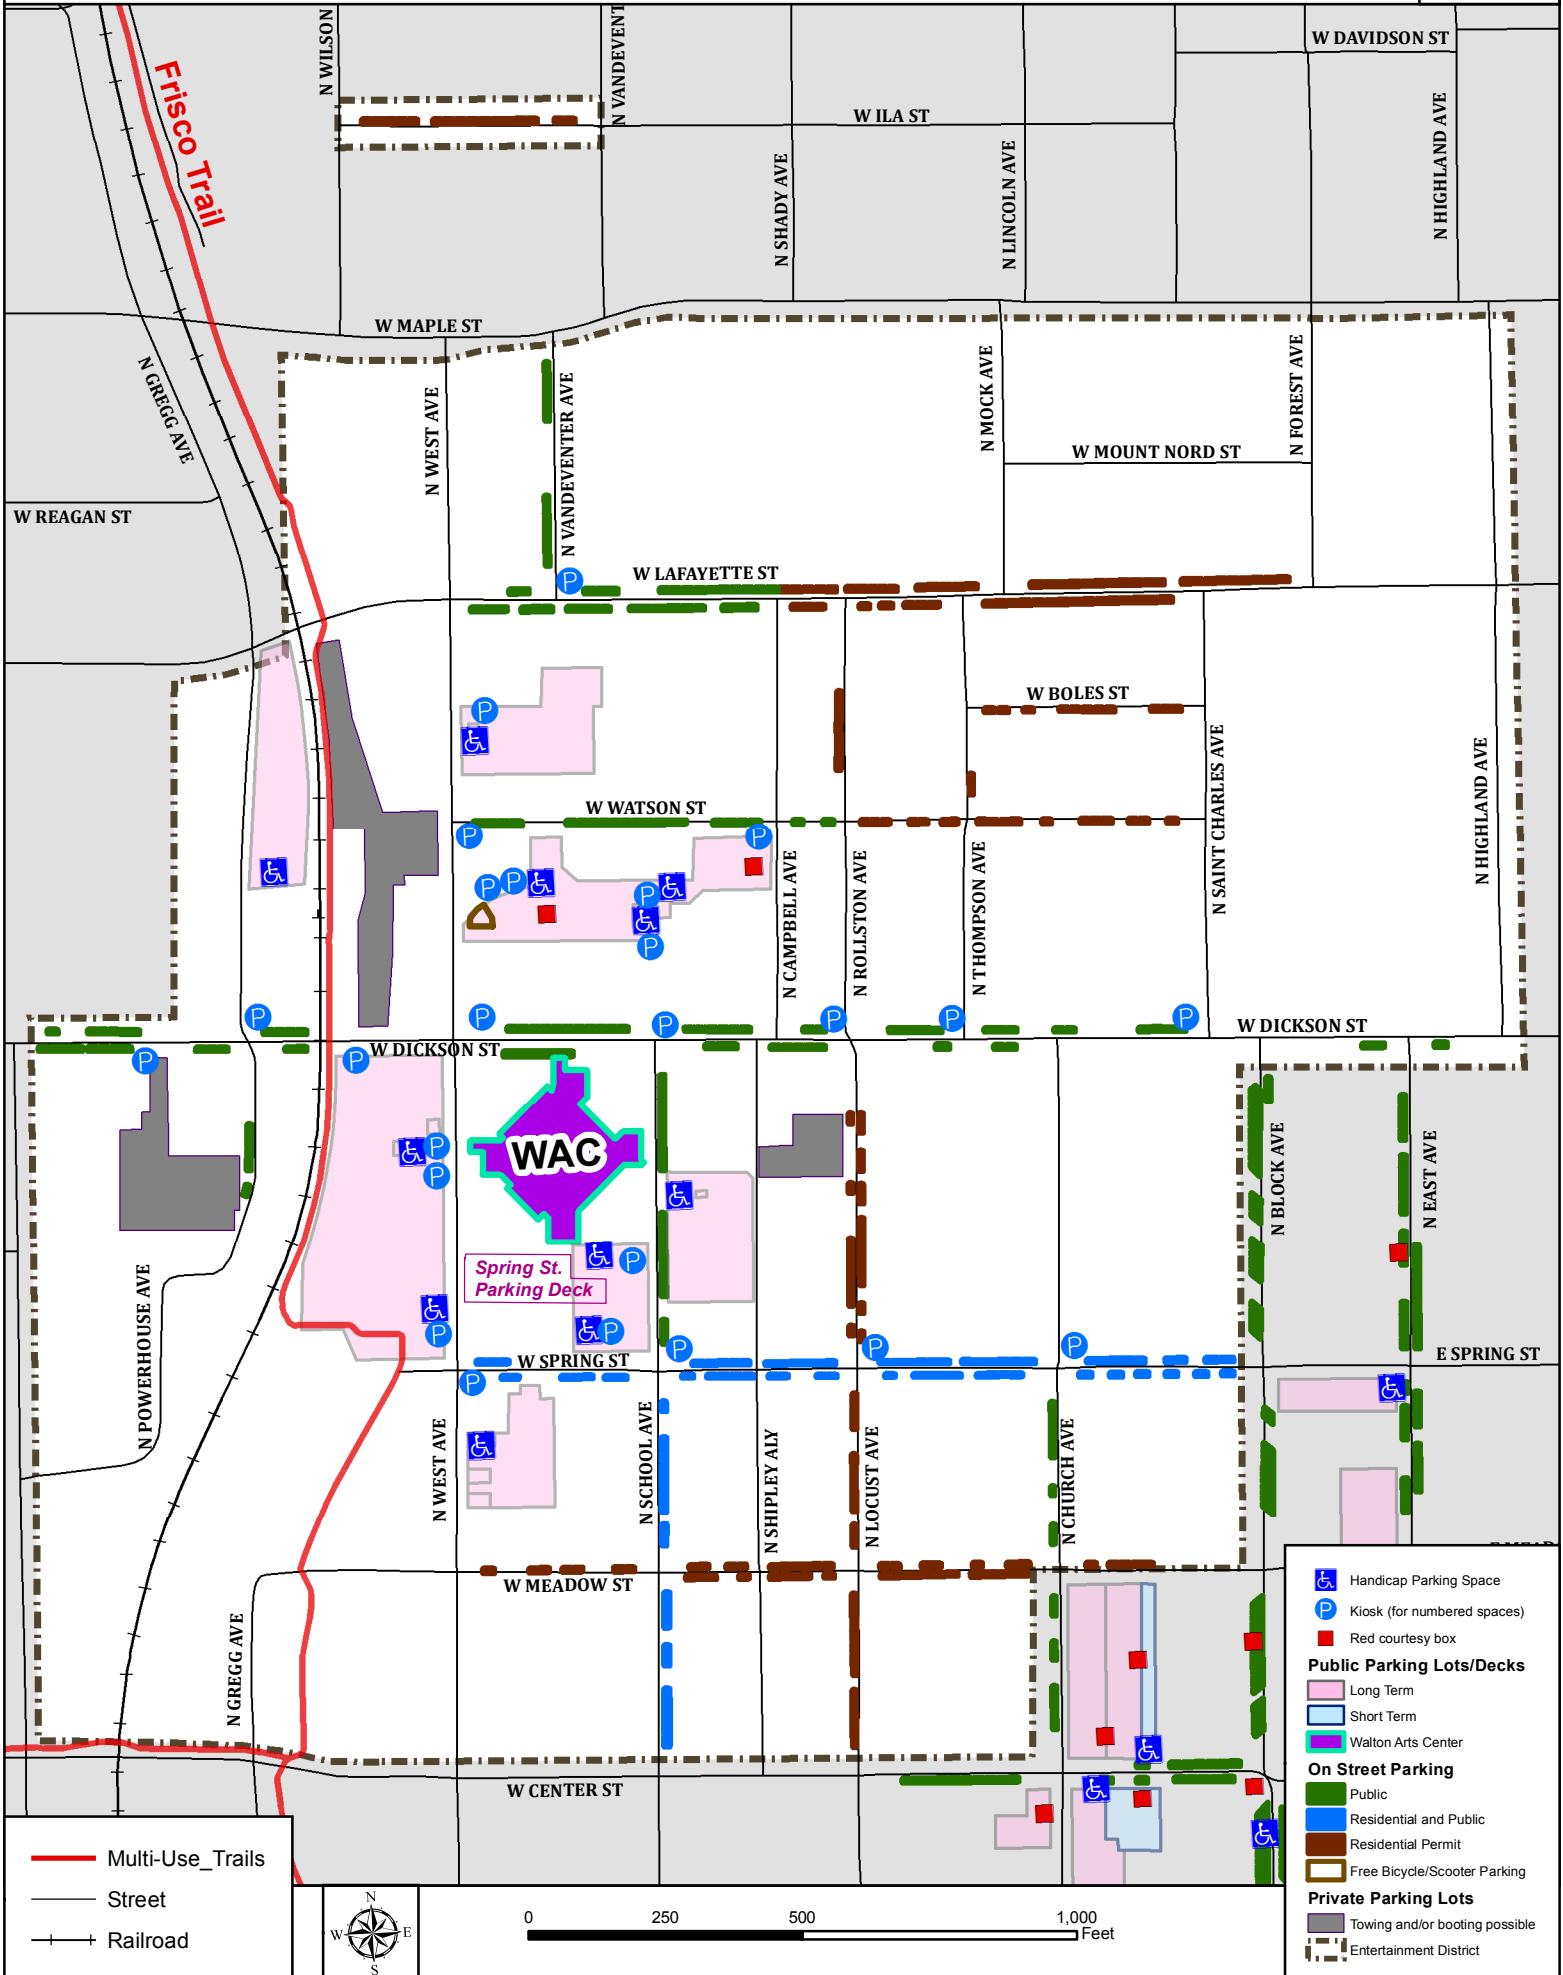 W DAVIDSON ST
N WILSON
N VANDEVENT
W ILA ST
N HIGHLAND AVE
Frisco Trail
N SHADY AVE
N LINCOLN AVE
W MAPLE ST
N GREGG AVE
N WEST AVE
N VANDEVENTER AVE
N MOCK AVE
N FOREST AVE
W MOUNT NORD ST
W REAGAN ST
W LAFAYETTE ST
P
W BOLES ST
P
N SAINT CHARLES AVE
N HIGHLAND AVE
W WATSON ST
P
P
P
P
P
P
N CAMPBELL AVE
N ROLLSTON AVE
N THOMPSON AVE
P
P
P
P
P
P
W DICKSON ST
W DICKSON ST
P
P
WAC
P
P
N BLOCK AVE
N EAST AVE
Spring St.
Parking Deck
P
P
P
N POWERHOUSE AVE
P
P
P
W SPRING ST
E SPRING ST
P
N WEST AVE
N SCHOOL AVE
N SHIPLEY ALY
N LOCUST AVE
N CHURCH AVE
W MEADOW ST
N GREGG AVE
W CENTER ST
Handicap Parking Space
P
Kiosk (for numbered spaces)
Red courtesy box
Public Parking Lots/Decks
Long Term
Short Term
Walton Arts Center
On Street Parking
Public
Residential and Public
Residential Permit
Free Bicycle/Scooter Parking
Private Parking Lots
Towing and/or booting possible
Entertainment District
Multi-Use_Trails
Street
Railroad
N
W
E
S
0
250
500
1,000
Feet